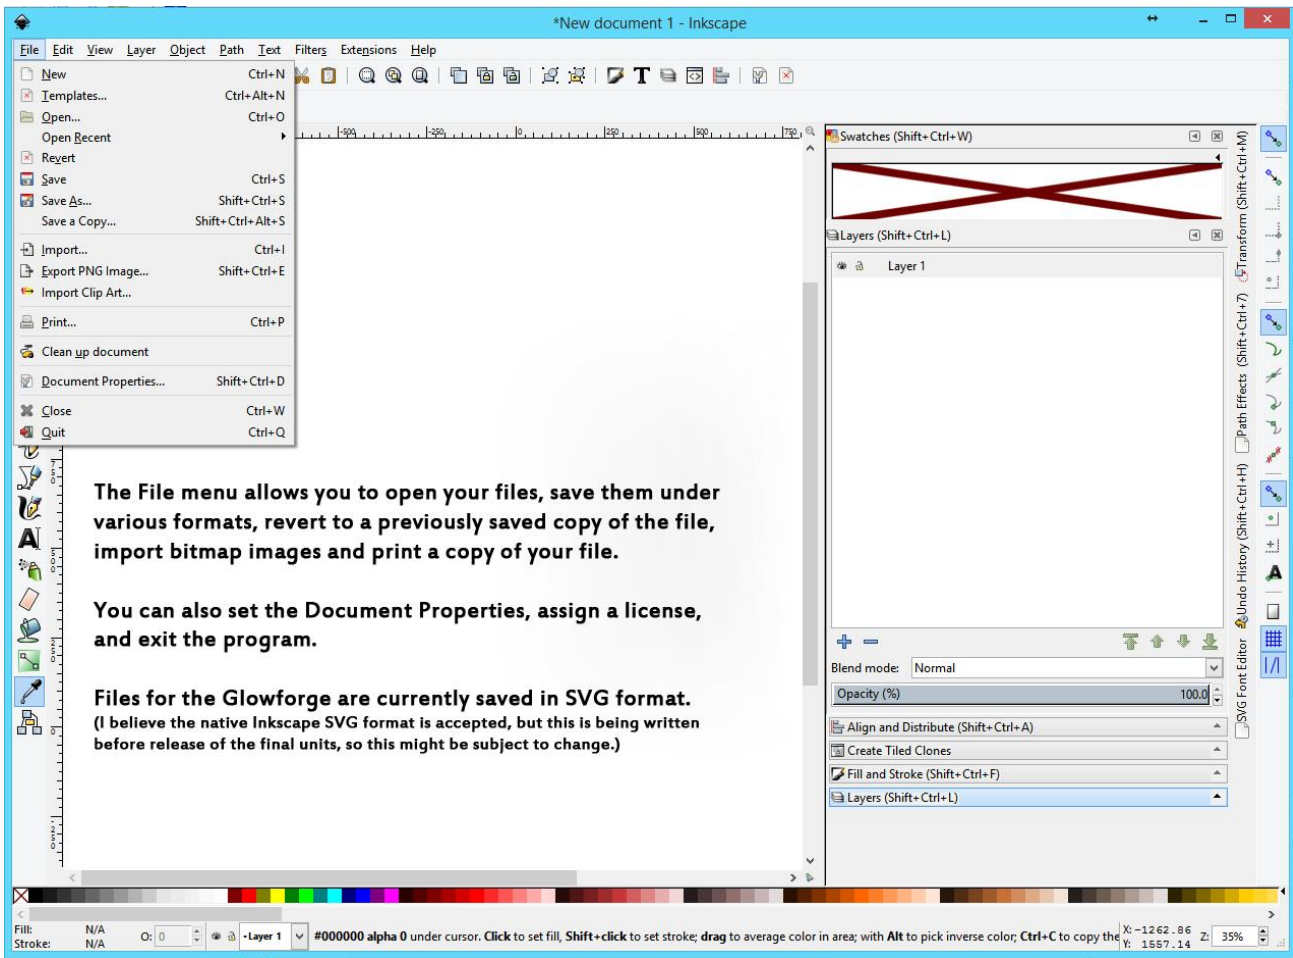 *New document 1 - Inkscape
File Edit View Layer Object Path Text Filters Extensions Help
New Ctrl+N
Templates... Ctrl+Alt+N
Open... Ctrl+O
Open Recent
Revert
Save Ctrl+S
Save As... Shift+Ctrl+S
Save a Copy... Shift+Ctrl+Alt+S
Import... Ctrl+I
Export PNG Image... Shift+Ctrl+E
Import Clip Art...
Print... Ctrl+P
Clean up document
Document Properties... Shift+Ctrl+D
Close Ctrl+W
Quit Ctrl+Q
-500 -250 0 250 500 750
750
500
250
0
-250
The File menu allows you to open your files, save them under
various formats, revert to a previously saved copy of the file,
import bitmap images and print a copy of your file.
You can also set the Document Properties, assign a license,
and exit the program.
Files for the Glowforge are currently saved in SVG format.
(I believe the native Inkscape SVG format is accepted, but this is being written
before release of the final units, so this might be subject to change.)
Swatches (Shift+Ctrl+W)
Layers (Shift+Ctrl+L)
Layer 1
Blend mode: Normal
Opacity (%) 100.0
Align and Distribute (Shift+Ctrl+A)
Create Tiled Clones
Fill and Stroke (Shift+Ctrl+F)
Layers (Shift+Ctrl+L)
Transform (Shift+Ctrl+M)
Path Effects (Shift+Ctrl+7)
Undo History (Shift+Ctrl+H)
SVG Font Editor
Fill: N/A
Stroke: N/A
O: 0
•Layer 1
#000000 alpha 0 under cursor. Click to set fill, Shift+click to set stroke; drag to average color in area; with Alt to pick inverse color; Ctrl+C to copy the
X: -1262.86
Y: 1557.14
Z: 35%